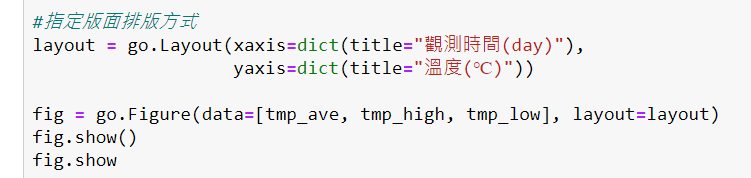 #指定版面排版方式
layout = go.Layout(xaxis=dict(title="觀測時間(day)"),
yaxis=dict(title="溫度(℃)"))
fig = go.Figure(data=[tmp_ave, tmp_high, tmp_low], layout=layout)
fig.show()
fig.show